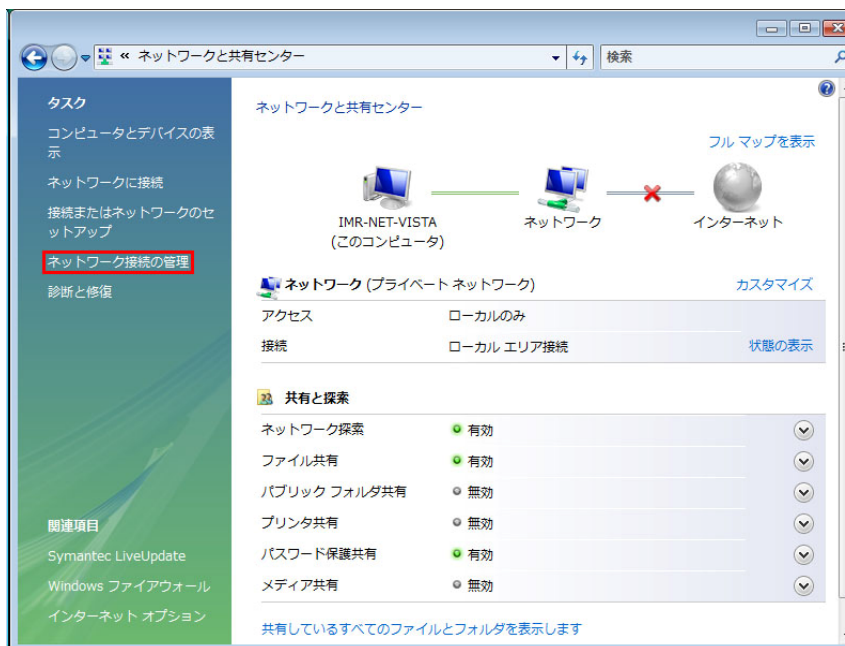 « ネットワークと共有センター
検索
タスク
コンピュータとデバイスの表
示
ネットワークに接続
接続またはネットワークのセ
ットアップ
ネットワーク接続の管理
診断と修復
関連項目
Symantec LiveUpdate
Windows ファイアウォール
インターネット オプション
ネットワークと共有センター
フル マップを表示
IMR-NET-VISTA
(このコンピュータ)
ネットワーク
インターネット
ネットワーク (プライベート ネットワーク) カスタマイズ
アクセス ローカルのみ
接続 ローカル エリア接続 状態の表示
共有と探索
ネットワーク探索 有効
ファイル共有 有効
パブリック フォルダ共有 無効
プリンタ共有 無効
パスワード保護共有 有効
メディア共有 無効
共有しているすべてのファイルとフォルダを表示します